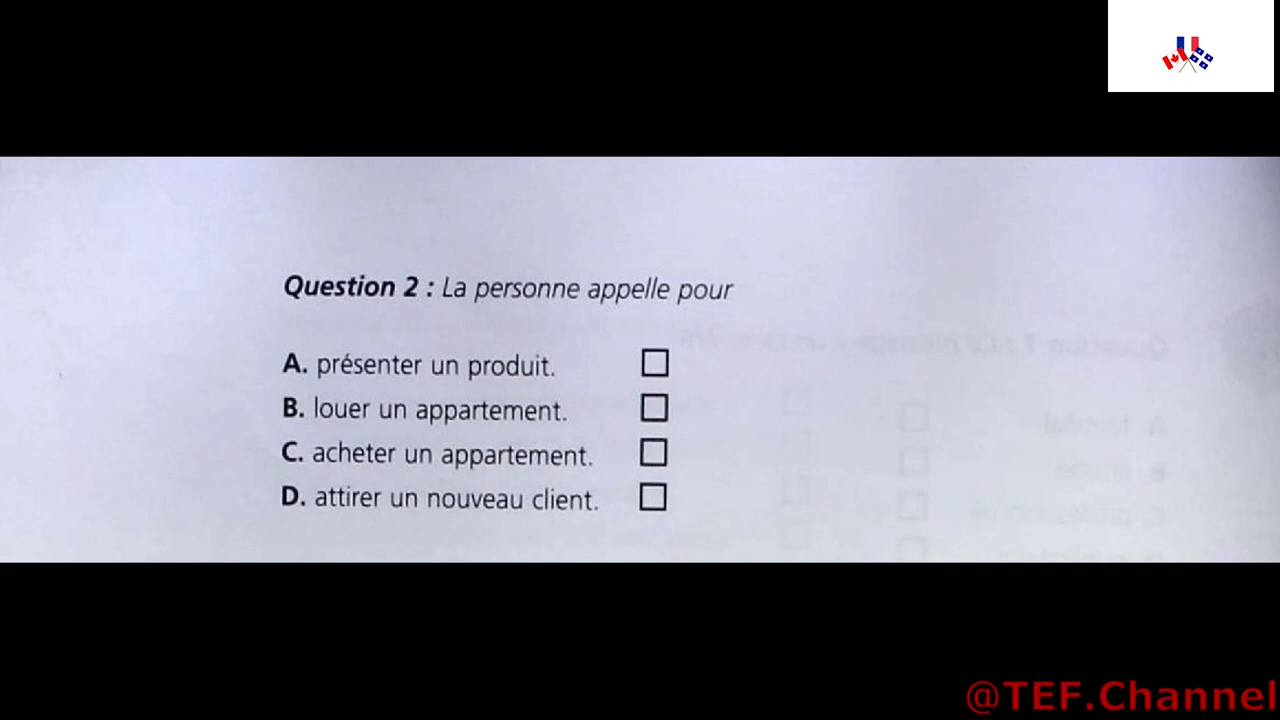 Question 2 : La personne appelle pour
A. présenter un produit.
B. louer un appartement.
C. acheter un appartement.
D. attirer un nouveau client.
@TEF.Channel